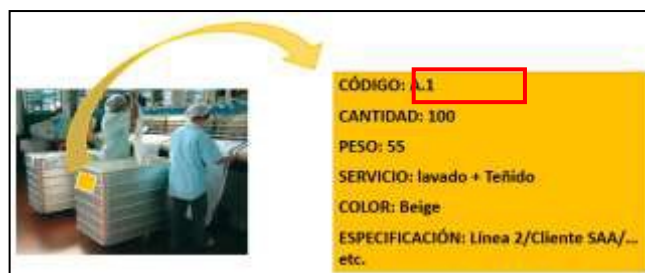 CÓDIGO: A.1
CANTIDAD: 100
PESO: 55
SERVICIO: lavado + Teñido
COLOR: Beige
ESPECIFICACIÓN: Línea 2/Cliente SAA/...
etc.